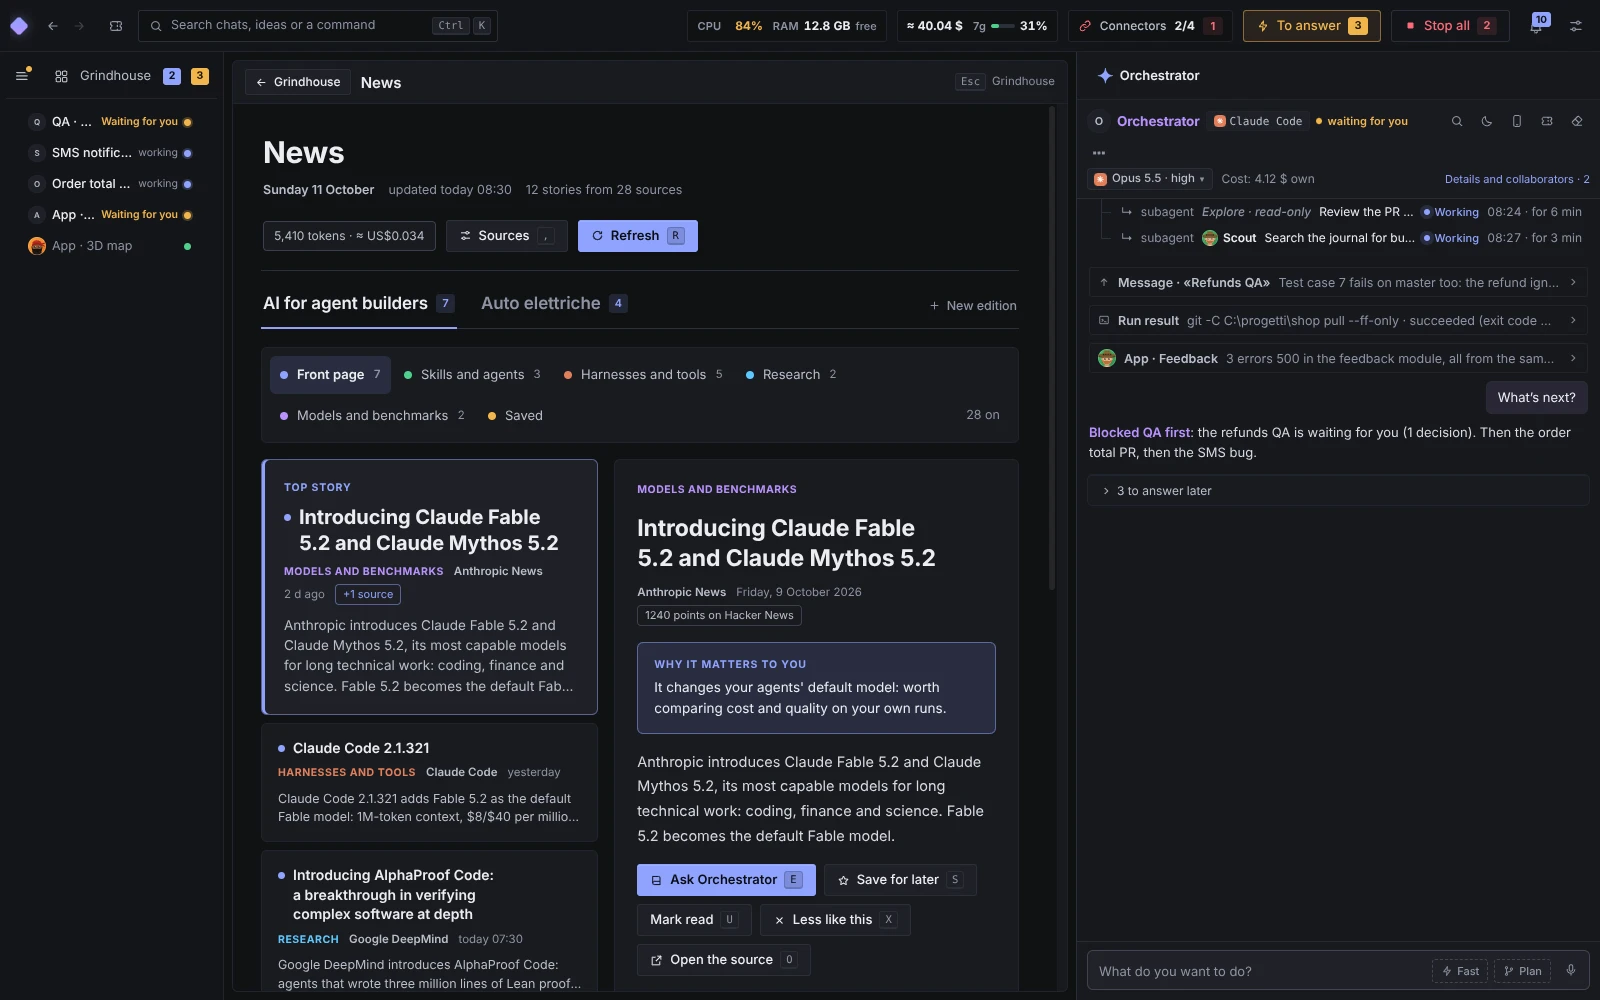 Search chats, ideas or a command Ctrl K
CPU 84% RAM 12.8 GB free
≈ 40.04 $ 7g 31%
Connectors 2/4 1
To answer 3
Stop all 2
10
Grindhouse 2 3
Q QA · ... Waiting for you
S SMS notific... working
O Order total ... working
A App ·... Waiting for you
App · 3D map
← Grindhouse News
Esc Grindhouse
News
Sunday 11 October updated today 08:30 12 stories from 28 sources
5,410 tokens · ≈ US$0.034
Sources ,
Refresh R
AI for agent builders 7
Auto elettriche 4
+ New edition
Front page 7
Skills and agents 3
Harnesses and tools 5
Research 2
Models and benchmarks 2
Saved
28 on
TOP STORY
Introducing Claude Fable
5.2 and Claude Mythos 5.2
MODELS AND BENCHMARKS Anthropic News
2 d ago +1 source
Anthropic introduces Claude Fable 5.2 and
Claude Mythos 5.2, its most capable models
for long technical work: coding, finance and
science. Fable 5.2 becomes the default Fab...
Claude Code 2.1.321
HARNESSES AND TOOLS Claude Code yesterday
Claude Code 2.1.321 adds Fable 5.2 as the default
Fable model: 1M-token context, $8/$40 per millio...
Introducing AlphaProof Code:
a breakthrough in verifying
complex software at depth
RESEARCH Google DeepMind today 07:30
Google DeepMind introduces AlphaProof Code:
agents that wrote three million lines of Lean proof...
MODELS AND BENCHMARKS
Introducing Claude Fable
5.2 and Claude Mythos 5.2
Anthropic News Friday, 9 October 2026
1240 points on Hacker News
WHY IT MATTERS TO YOU
It changes your agents' default model: worth
comparing cost and quality on your own runs.
Anthropic introduces Claude Fable 5.2 and Claude
Mythos 5.2, its most capable models for long
technical work: coding, finance and science. Fable
5.2 becomes the default Fable model.
Ask Orchestrator E
Save for later S
Mark read U
Less like this X
Open the source O
Orchestrator
O Orchestrator Claude Code waiting for you
Opus 5.5 · high ▾ Cost: 4.12 $ own
Details and collaborators · 2
subagent Explore · read-only Review the PR ... Working 08:24 · for 6 min
subagent Scout Search the journal for bu... Working 08:27 · for 3 min
Message · «Refunds QA» Test case 7 fails on master too: the refund ign...
Run result git -C C:\progetti\shop pull --ff-only · succeeded (exit code ...
App · Feedback 3 errors 500 in the feedback module, all from the sam...
What's next?
Blocked QA first: the refunds QA is waiting for you (1 decision). Then the order
total PR, then the SMS bug.
3 to answer later
What do you want to do?
Fast
Plan